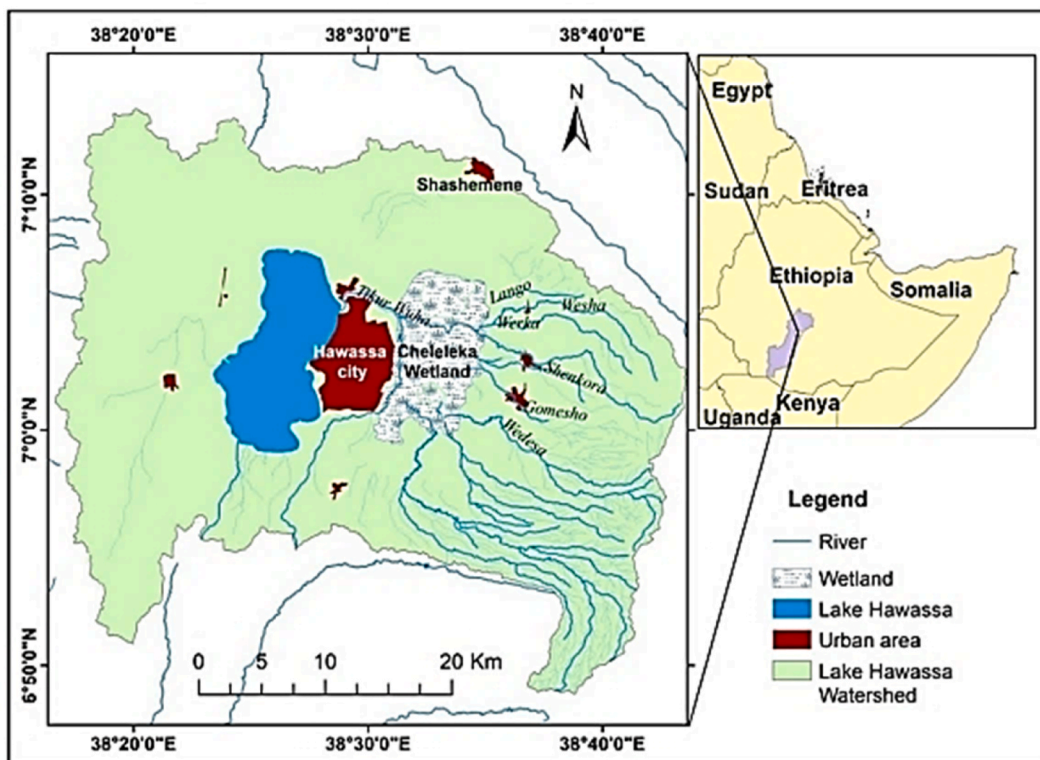 38°20'0"E
38°30'0"E
38°40'0"E
7°10'0"N
7°0'0"N
6°50'0"N
N
Shashemene
Tikur Wuha
Lango
Wesha
Wecka
Hawassa
city
Cheleleka
Wetland
Shenkora
Gomesho
Wedesa
0 5 10 20 Km
38°20'0"E
38°30'0"E
38°40'0"E
Egypt
Sudan
Eritrea
Ethiopia
Somalia
Kenya
Uganda
Legend
River
Wetland
Lake Hawassa
Urban area
Lake Hawassa
Watershed